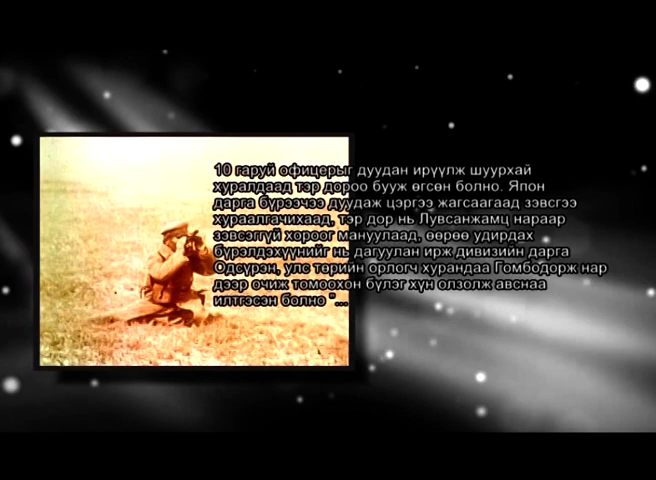 10 гаруй офицерыг дуудан ирүүлж шуурхай
хуралдаад тэр дороо бууж өгсөн болно. Япон
дарга бүрээчээ дуудаж цэргээ жагсаагаад зэвсгээ
хураалгачихаад, тэр дор нь Лувсанжамц нараар
зэвсэггүй хороог мануулаад, өөрөө удирдах
бүрэлдэхүүнийг нь дагуулан ирж дивизийн дарга
Одсүрэн, улс төрийн орлогч хурандаа Гомбодорж нар
дээр очиж томоохон бүлэг хүн олзолж авснаа
илтгэсэн болно "...